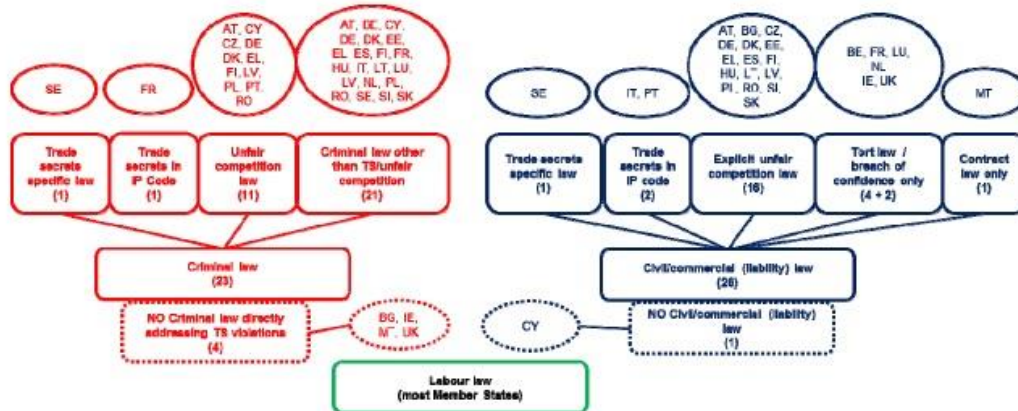 SE
FR
AT, CY
CZ, DE
DK, EL,
FI, LV,
PL, PT,
RO
AT, BE, CY,
DE, DK, EE,
EL, ES, FI, FR,
HU, IT, LT, LU,
LV, NL, PL,
RO, SE, SI, SK
SE
IT, PT
AT, BG, CZ,
DE, DK, EE,
EL, ES, FI,
HU, LT, LV,
PL, RO, SI,
SK
BE, FR, LU,
NL
IE, UK
MT
Trade
secrets
specific law
(1)
Trade
secrets in
IP Code
(1)
Unfair
competition
law
(11)
Criminal law other
than TS/unfair
competition
(21)
Trade secrets
specific law
(1)
Trade
secrets in
IP code
(2)
Explicit unfair
competition law
(16)
Tort law /
breach of
confidence only
(4 + 2)
Contract
law only
(1)
Criminal law
(23)
Civil/commercial (liability) law
(26)
NO Criminal law directly
addressing TS violations
(4)
BG, IE,
MT, UK
CY
NO Civil/commercial (liability)
law
(1)
Labour law
(most Member States)